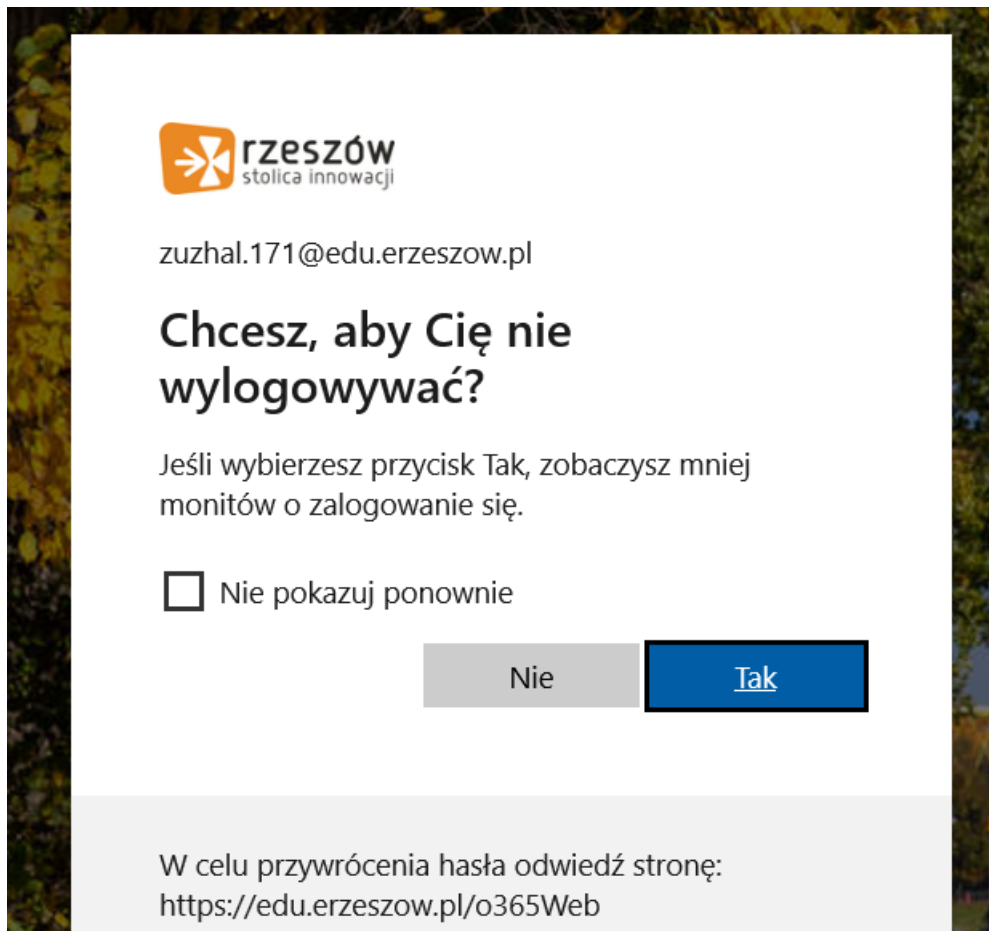 rzeszów
stolica innowacji
zuzhal.171@edu.erzeszow.pl
Chcesz, aby Cię nie
wylogowywać?
Jeśli wybierzesz przycisk Tak, zobaczysz mniej
monitów o zalogowanie się.
Nie pokazuj ponownie
Nie
Tak
W celu przywrócenia hasła odwiedź stronę:
https://edu.erzeszow.pl/o365Web